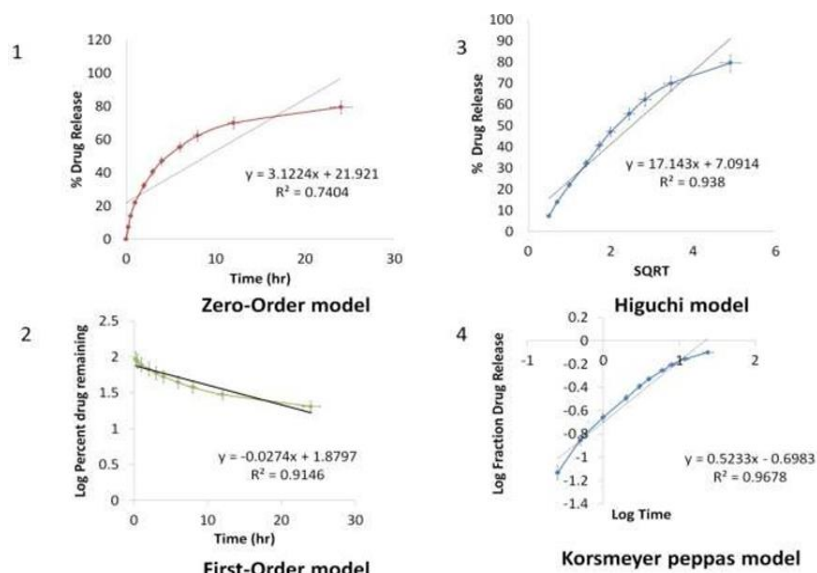 1
120
100
80
60
40
20
0
% Drug Release
y = 3.1224x + 21.921
R² = 0.7404
0 10 20 30
Time (hr)
Zero-Order model
3
100
90
80
70
60
50
40
30
20
10
0
% Drug Release
y = 17.143x + 7.0914
R² = 0.938
0 2 4 6
SQRT
Higuchi model
2
2.5
2
1.5
1
0.5
0
Log Percent drug remaining
y = -0.0274x + 1.8797
R² = 0.9146
0 10 20 30
Time (hr)
First-Order model
4
0.2
0
-0.2
-0.4
-0.6
-0.8
-1
-1.2
-1.4
Log Fraction Drug Release
-1 0 1 2
y = 0.5233x - 0.6983
R² = 0.9678
Log Time
Korsmeyer peppas model